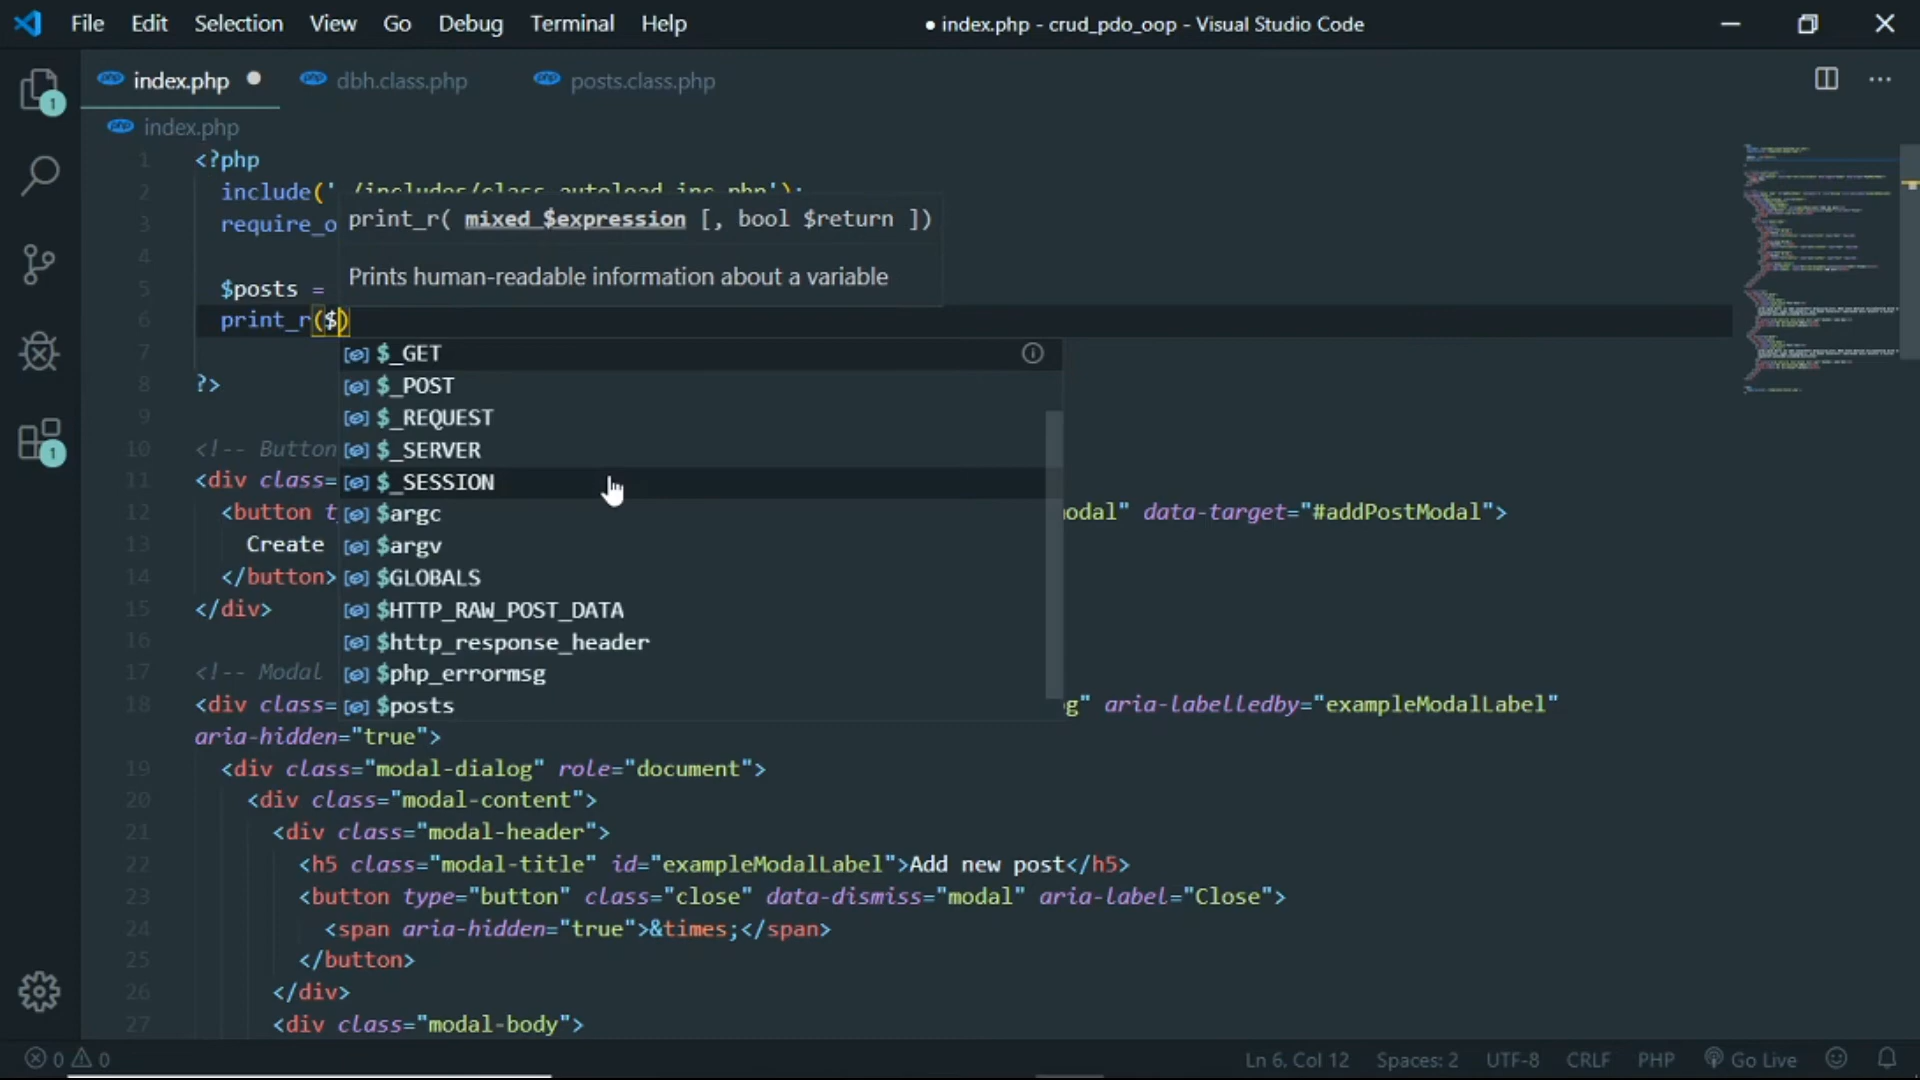 File Edit Selection View Go Debug Terminal Help
● index.php - crud_pdo_oop - Visual Studio Code
index.php
dbh.class.php
posts.class.php
index.php
1 <?php
2 include('./includes/class-autoload.inc.php');
3 require_o
print_r( mixed $expression [, bool $return ])
4
Prints human-readable information about a variable
5 $posts =
6 print_r($)
7
8 ?>
9
10 <!-- Button
11 <div class=
12 <button t odal" data-target="#addPostModal">
13 Create
14 </button>
15 </div>
16
17 <!-- Modal
18 <div class= g" aria-labelledby="exampleModalLabel"
aria-hidden="true">
$_GET
$_POST
$_REQUEST
$_SERVER
$_SESSION
$argc
$argv
$GLOBALS
$HTTP_RAW_POST_DATA
$http_response_header
$php_errormsg
$posts
19 <div class="modal-dialog" role="document">
20 <div class="modal-content">
21 <div class="modal-header">
22 <h5 class="modal-title" id="exampleModalLabel">Add new post</h5>
23 <button type="button" class="close" data-dismiss="modal" aria-label="Close">
24 <span aria-hidden="true">&times;</span>
25 </button>
26 </div>
27 <div class="modal-body">
1
1
0 0
Ln 6, Col 12 Spaces: 2 UTF-8 CRLF PHP Go Live